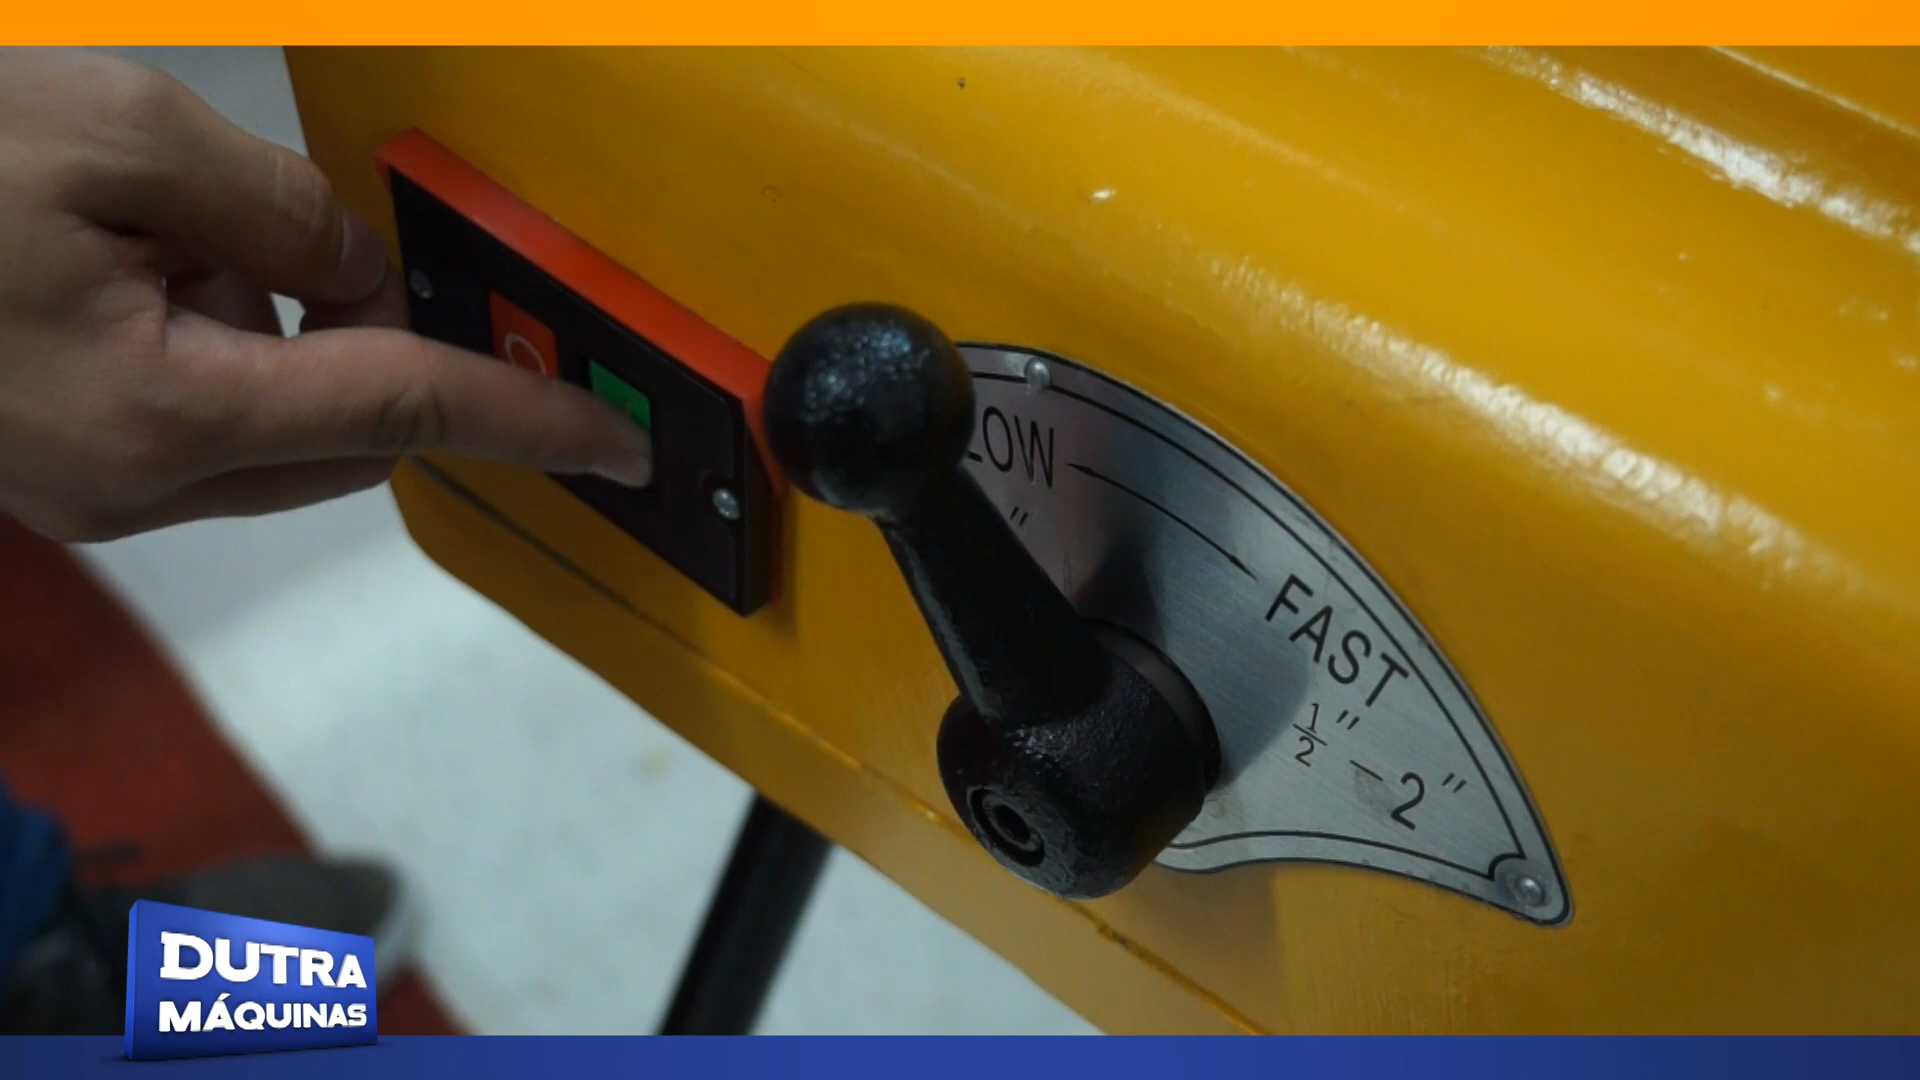 LOW
"
FAST
1/2" - 2"
DUTRA
MÁQUINAS